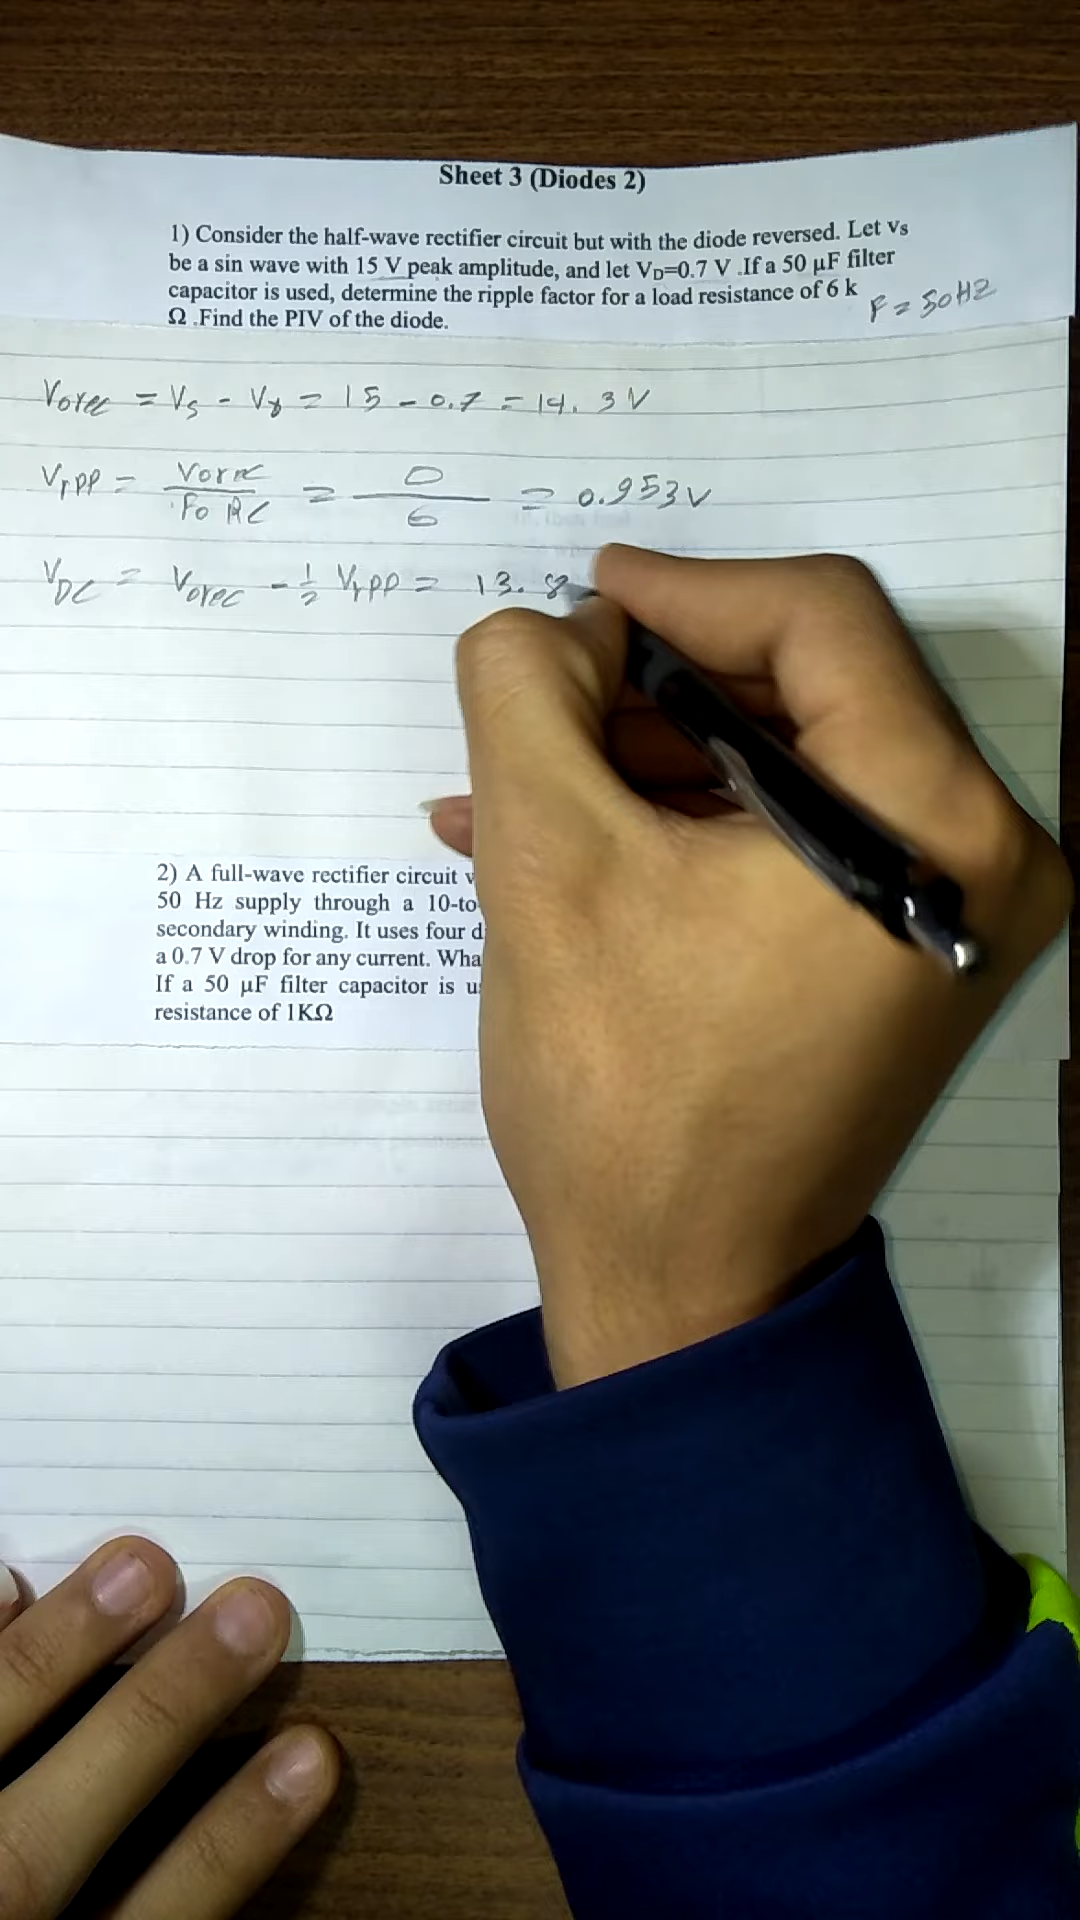 Sheet 3 (Diodes 2)
1) Consider the half-wave rectifier circuit but with the diode reversed. Let vs
be a sin wave with 15 V peak amplitude, and let VD=0.7 V .If a 50 µF filter
capacitor is used, determine the ripple factor for a load resistance of 6 k
Ω .Find the PIV of the diode.
F = 50HZ
Vorec = Vs - Vγ = 15 - 0.7 = 14.3 V
Vrpp = Vorec / Fo RC = 0 / 6 = 0.953 V
VDC = Vorec - 1/2 Vrpp = 13.8
2) A full-wave rectifier circuit
50 Hz supply through a 10-to
secondary winding. It uses four
a 0.7 V drop for any current.
If a 50 µF filter capacitor is
resistance of 1KΩ